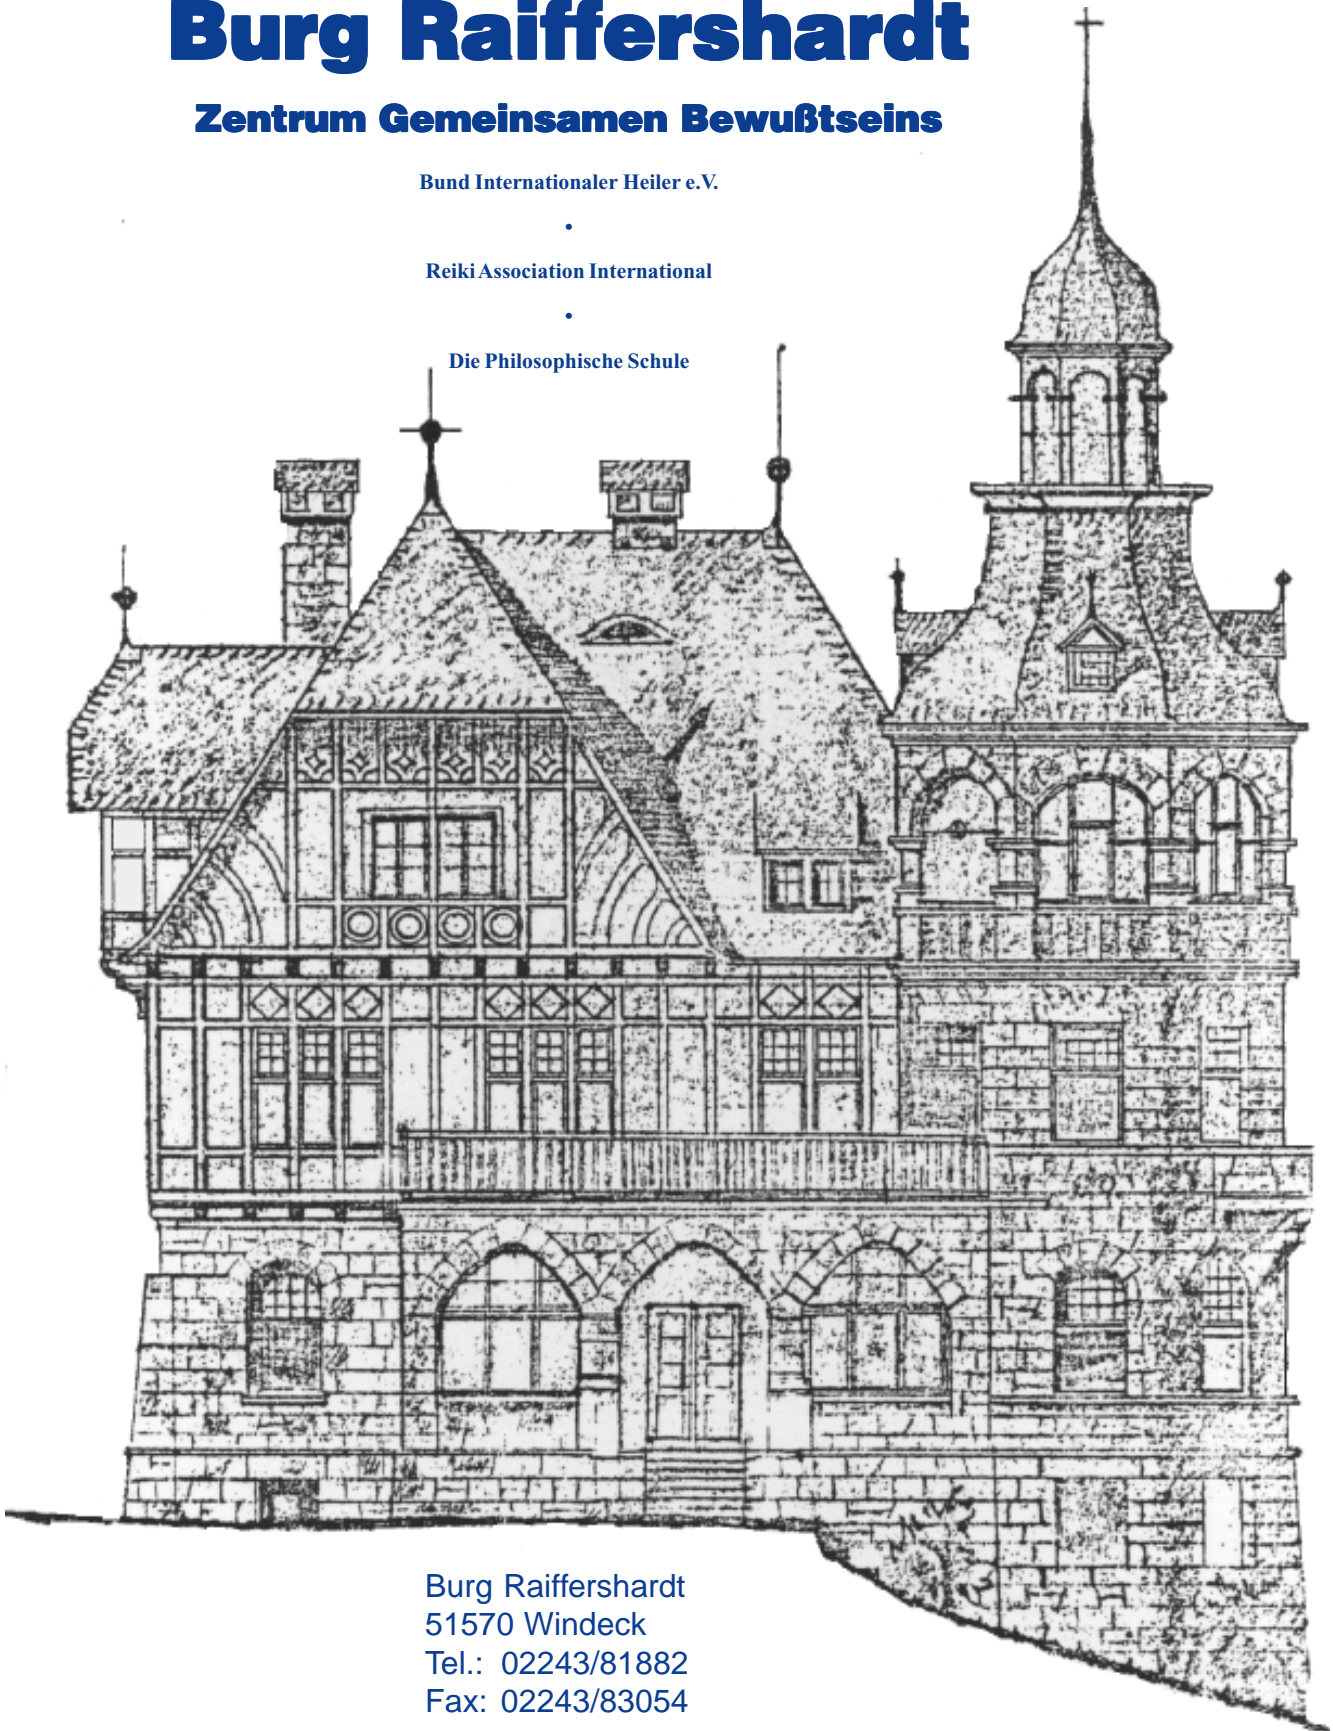 Burg Raiffershardt
Zentrum Gemeinsamen Bewußtseins
Bund Internationaler Heiler e.V.
•
Reiki Association International
•
Die Philosophische Schule
Burg Raiffershardt
51570 Windeck
Tel.: 02243/81882
Fax: 02243/83054